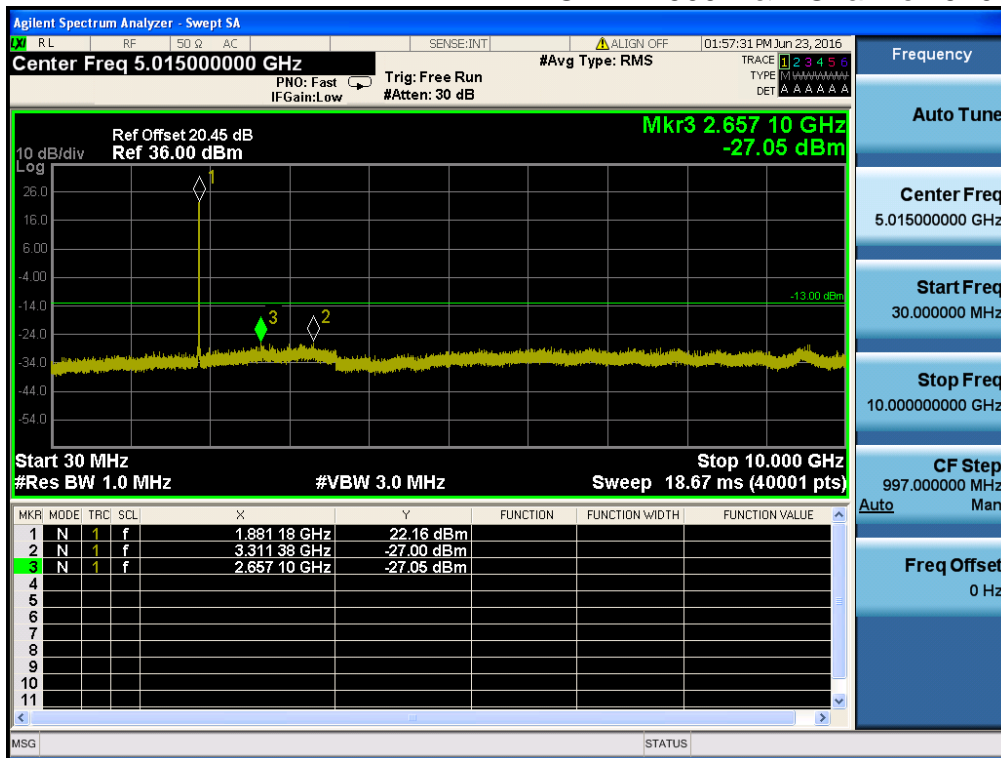 Agilent Spectrum Analyzer - Swept SA
LXI RL RF 50 Ω AC SENSE:INT ALIGN OFF 01:57:31 PM Jun 23, 2016
Center Freq 5.015000000 GHz #Avg Type: RMS TRACE 1 2 3 4 5 6
PNO: Fast Trig: Free Run TYPE M WWWWW
IFGain:Low #Atten: 30 dB DET A A A A A A
Mkr3 2.657 10 GHz
Ref Offset 20.45 dB
10 dB/div Ref 36.00 dBm -27.05 dBm
Log
1
26.0
16.0
6.00
-4.00
-13.00 dBm
-14.0
3 2
-24.0
-34.0
-44.0
-54.0
Start 30 MHz Stop 10.000 GHz
#Res BW 1.0 MHz #VBW 3.0 MHz Sweep 18.67 ms (40001 pts)
MKR MODE TRC SCL X Y FUNCTION FUNCTION WIDTH FUNCTION VALUE
1 N 1 f 1.881 18 GHz 22.16 dBm
2 N 1 f 3.311 38 GHz -27.00 dBm
3 N 1 f 2.657 10 GHz -27.05 dBm
4
5
6
7
8
9
10
11
MSG STATUS
Frequency
Auto Tune
Center Freq
5.015000000 GHz
Start Freq
30.000000 MHz
Stop Freq
10.000000000 GHz
CF Step
997.000000 MHz
Auto Man
Freq Offset
0 Hz